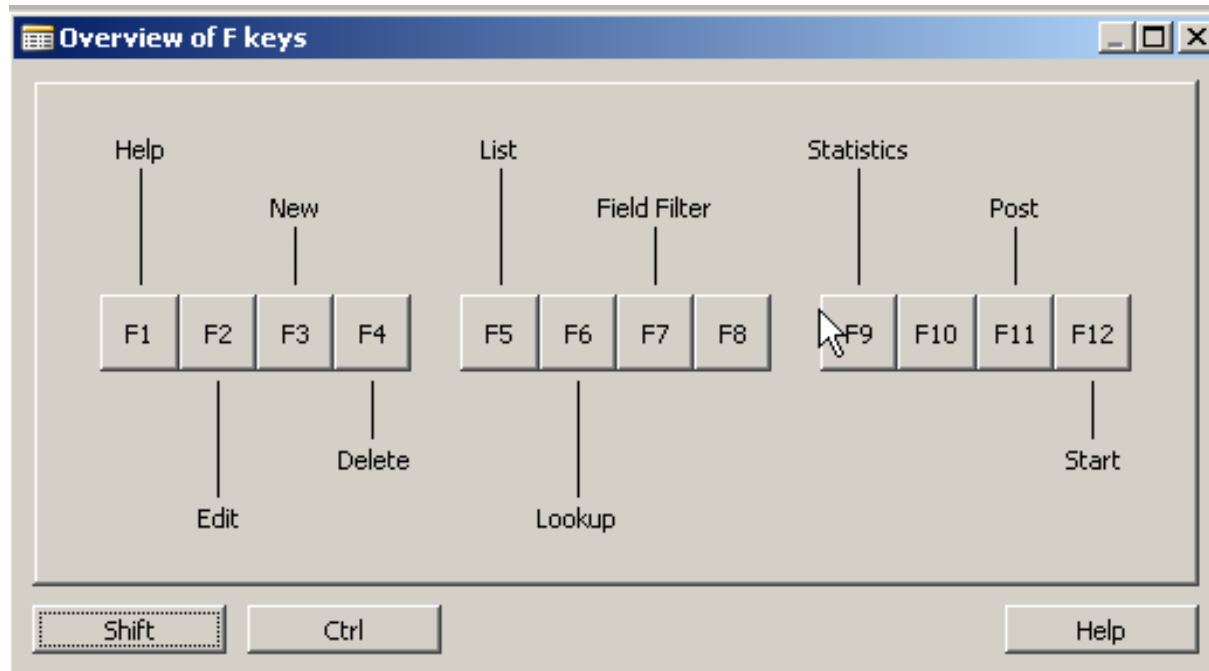 Overview of F keys
Help List Statistics
New Field Filter Post
F1 F2 F3 F4 F5 F6 F7 F8 F9 F10 F11 F12
Delete Start
Edit Lookup
Shift Ctrl Help